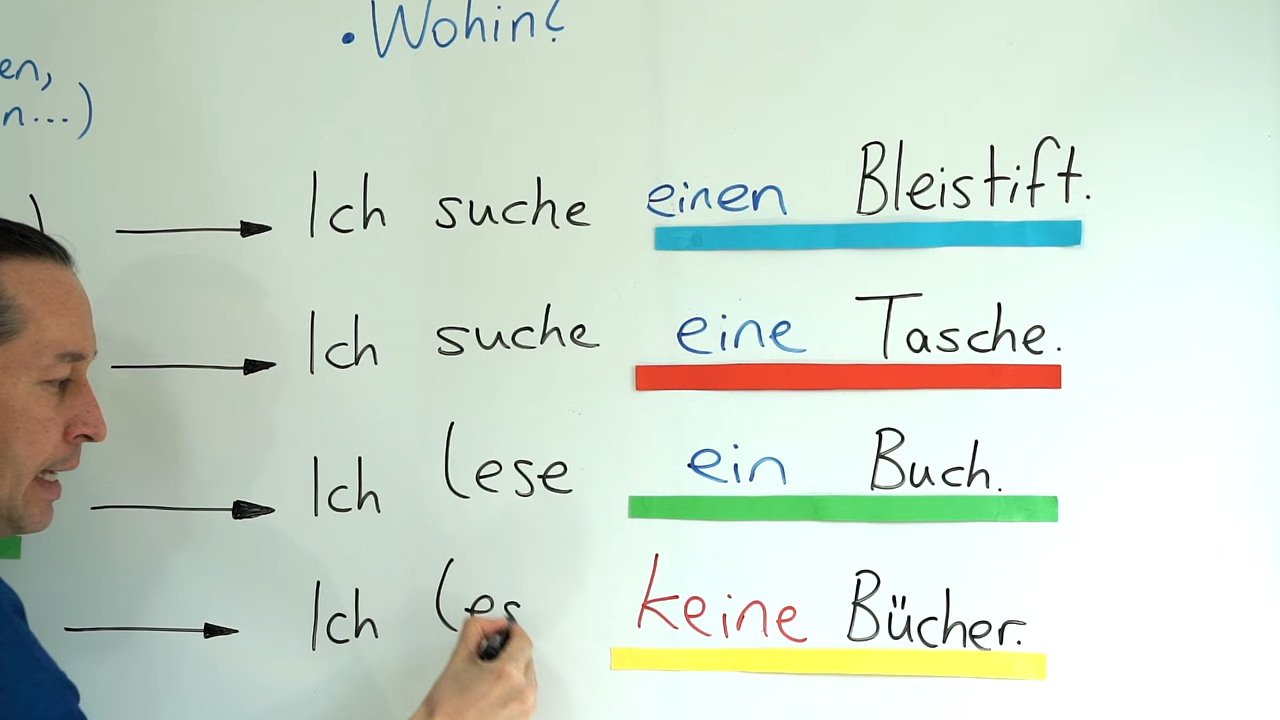 • Wohin?
en,
n...)
)
Ich suche einen Bleistift.
Ich suche eine Tasche.
Ich lese ein Buch.
Ich les keine Bücher.